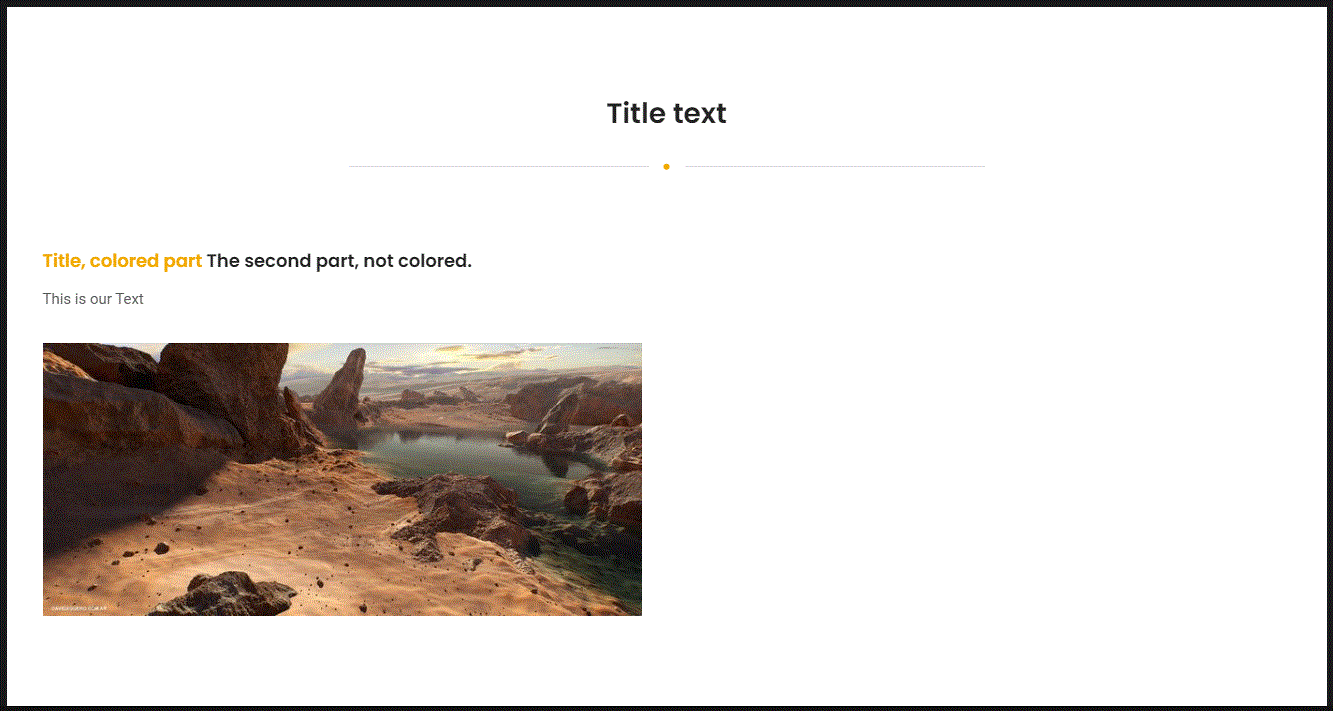 Title text
Title, colored part The second part, not colored.
This is our Text